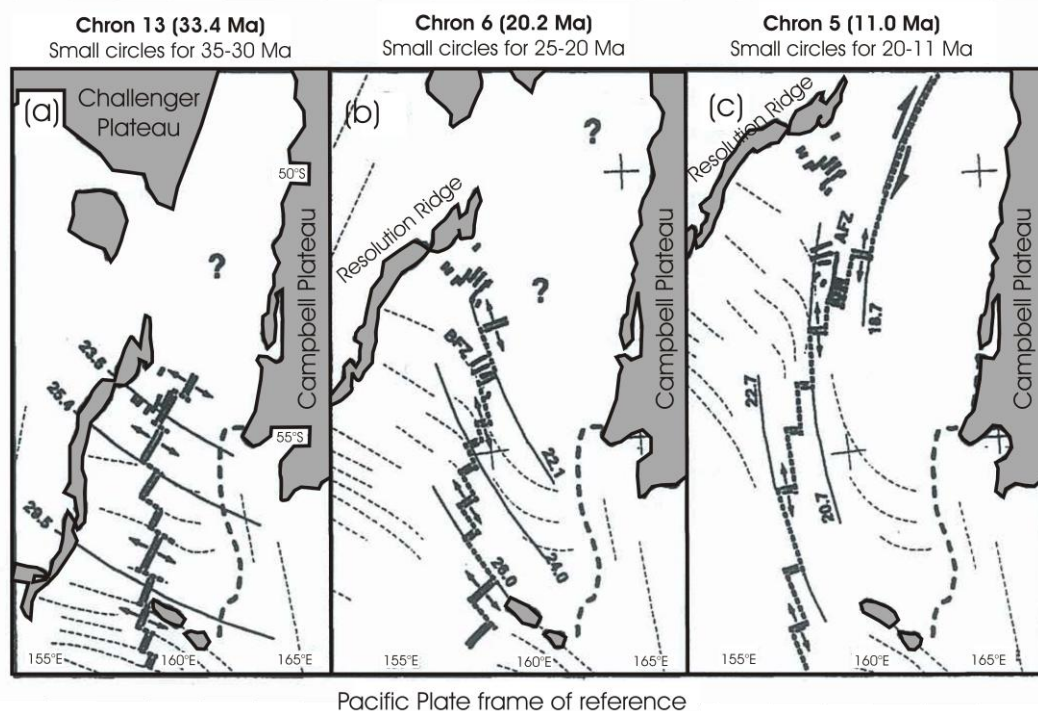 Chron 13 (33.4 Ma)
Small circles for 35-30 Ma
Chron 6 (20.2 Ma)
Small circles for 25-20 Ma
Chron 5 (11.0 Ma)
Small circles for 20-11 Ma
(a)
Challenger
Plateau
50°S
Campbell Plateau
?
23.6
25.4
29.5
55°S
155°E
160°E
165°E
(b)
?
Resolution Ridge
?
BFZ
Campbell Plateau
22.1
24.0
26.0
155°E
160°E
(c)
Resolution Ridge
AFZ
18.7
Campbell Plateau
22.7
20.7
155°E
160°E
165°E
Pacific Plate frame of reference